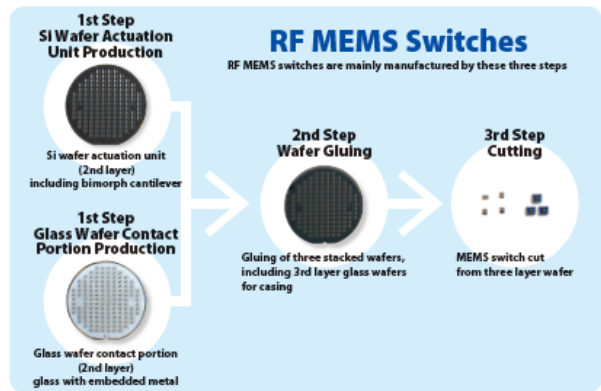 1st Step
Si Wafer Actuation
Unit Production
Si wafer actuation unit
(2nd layer)
including bimorph cantilever
1st Step
Glass Wafer Contact
Portion Production
Glass wafer contact portion
(2nd layer)
glass with embedded metal
RF MEMS Switches
RF MEMS switches are mainly manufactured by these three steps
2nd Step
Wafer Gluing
Gluing of three stacked wafers,
including 3rd layer glass wafers
for casing
3rd Step
Cutting
MEMS switch cut
from three layer wafer